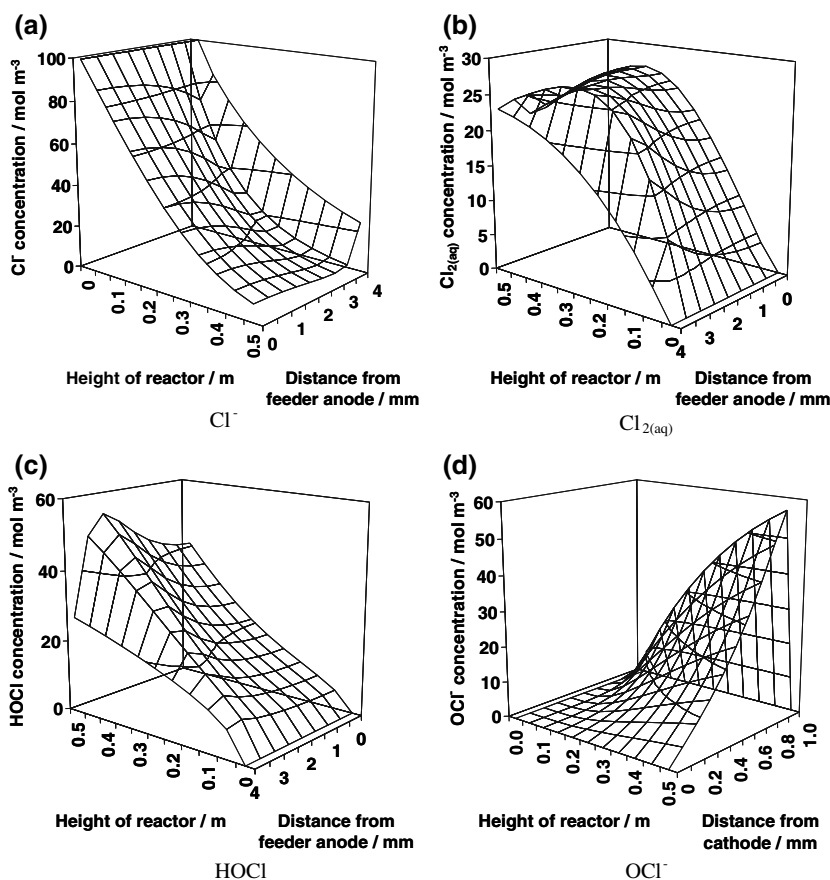 (a)
Cl⁻ concentration / mol m⁻³
100
80
60
40
20
0
0
0.1
0.2
0.3
0.4
0.5
0
1
2
3
4
Height of reactor / m
Distance from
feeder anode / mm
Cl⁻
(b)
Cl2(aq) concentration / mol m⁻³
30
25
20
15
10
5
0
0.5
0.4
0.3
0.2
0.1
0
4
3
2
1
0
Height of reactor / m
Distance from
feeder anode / mm
Cl2(aq)
(c)
HOCl concentration / mol m⁻³
60
40
20
0
0.5
0.4
0.3
0.2
0.1
0
4
3
2
1
0
Height of reactor / m
Distance from
feeder anode / mm
HOCl
(d)
OCl⁻ concentration / mol m⁻³
60
50
40
30
20
10
0
0.0
0.1
0.2
0.3
0.4
0.5
0
0.2
0.4
0.6
0.8
1.0
Height of reactor / m
Distance from
cathode / mm
OCl⁻